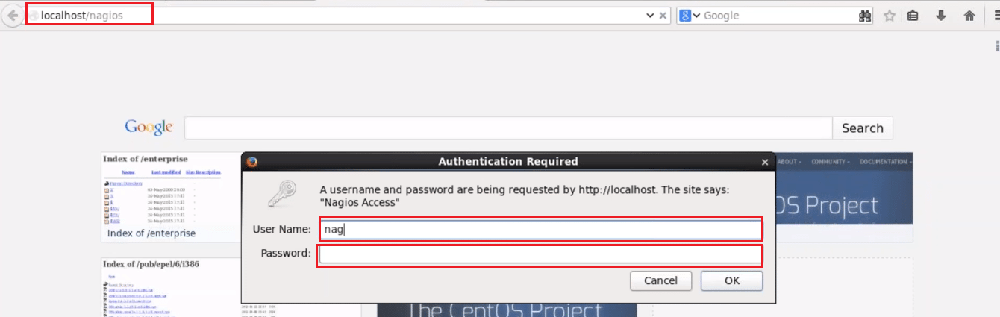 localhost/nagios
Google
Google
Search
Index of /enterprise
Name Last modified Size Description
Parent Directory
Index of /enterprise
Authentication Required
A username and password are being requested by http://localhost. The site says:
"Nagios Access"
User Name: nag
Password:
Cancel OK
ABOUT COMMUNITY DOCUMENTATION
OS Project
Index of /pub/epel/6/i386
The CentOS Project